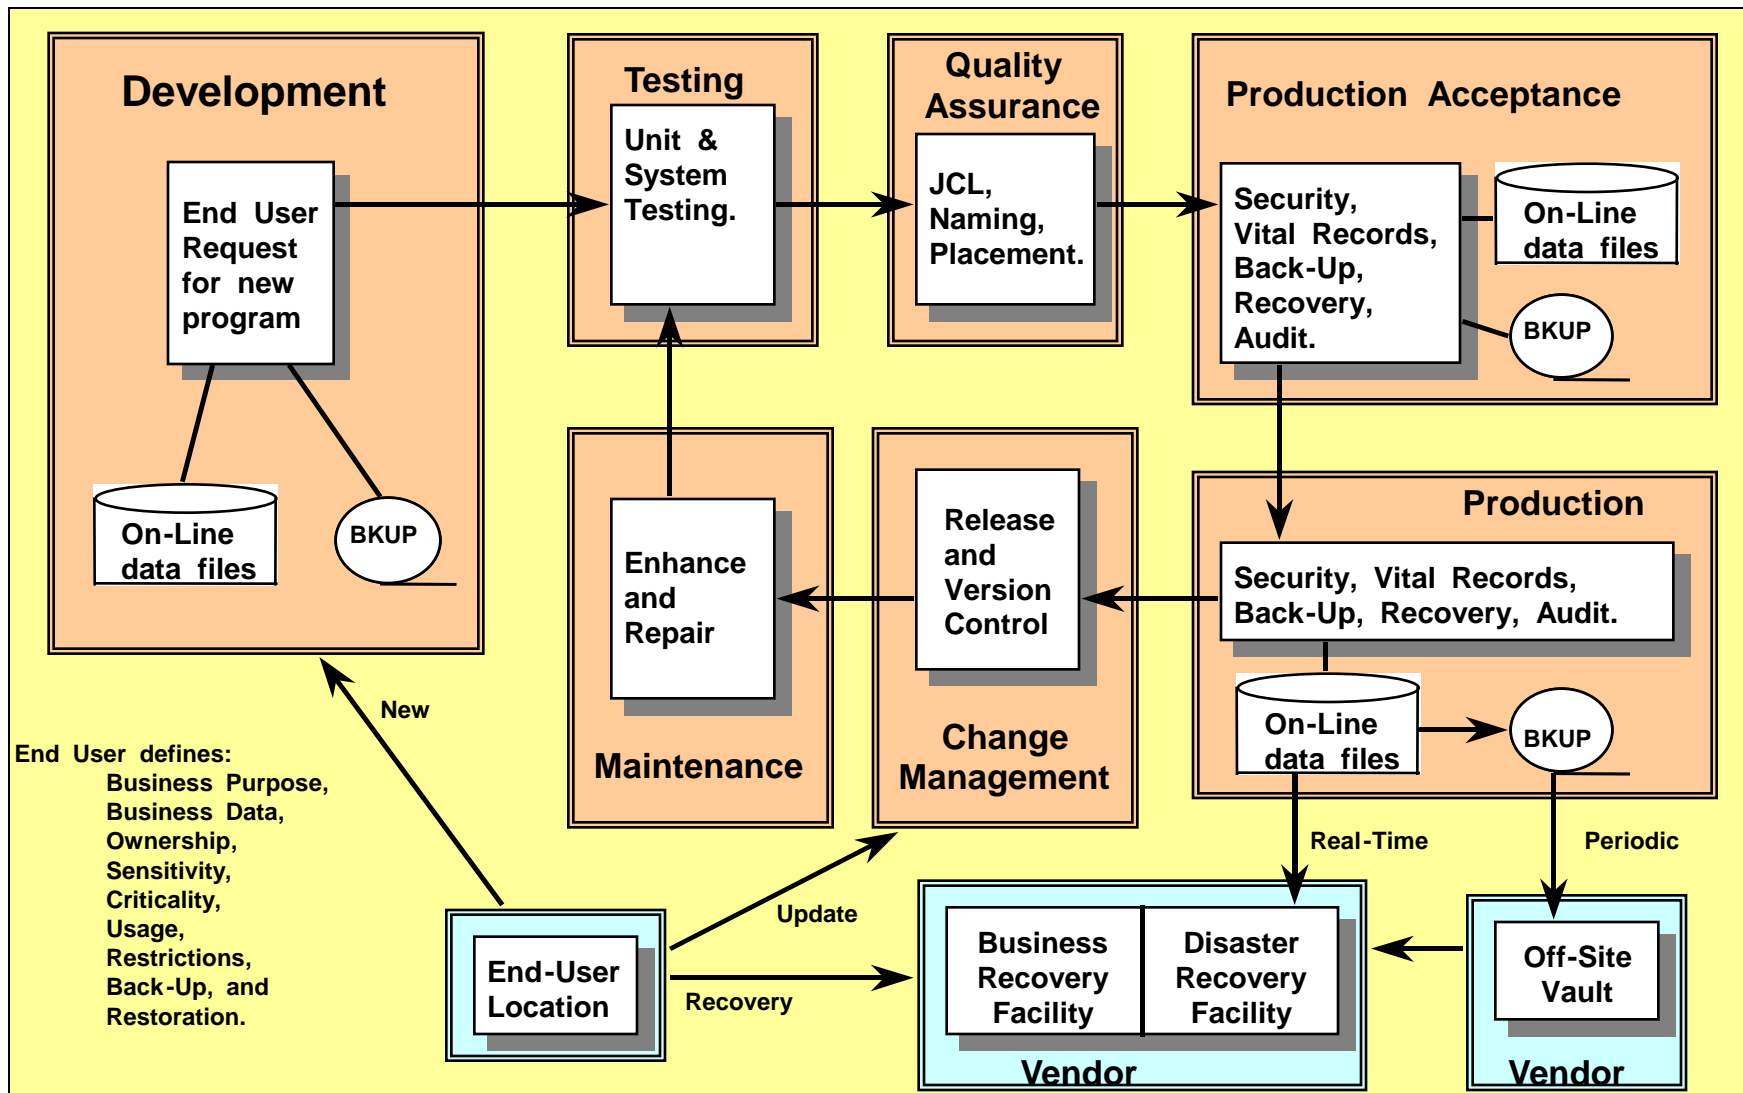 Development
End User
Request
for new
program
On-Line
data files
BKUP
Testing
Unit &
System
Testing.
Quality
Assurance
JCL,
Naming,
Placement.
Production Acceptance
Security,
Vital Records,
Back-Up,
Recovery,
Audit.
On-Line
data files
BKUP
Enhance
and
Repair
Maintenance
Release
and
Version
Control
Change
Management
Production
Security, Vital Records,
Back-Up, Recovery, Audit.
On-Line
data files
BKUP
New
End User defines:
Business Purpose,
Business Data,
Ownership,
Sensitivity,
Criticality,
Usage,
Restrictions,
Back-Up, and
Restoration.
End-User
Location
Update
Recovery
Real-Time
Periodic
Business
Recovery
Facility
Disaster
Recovery
Facility
Vendor
Off-Site
Vault
Vendor